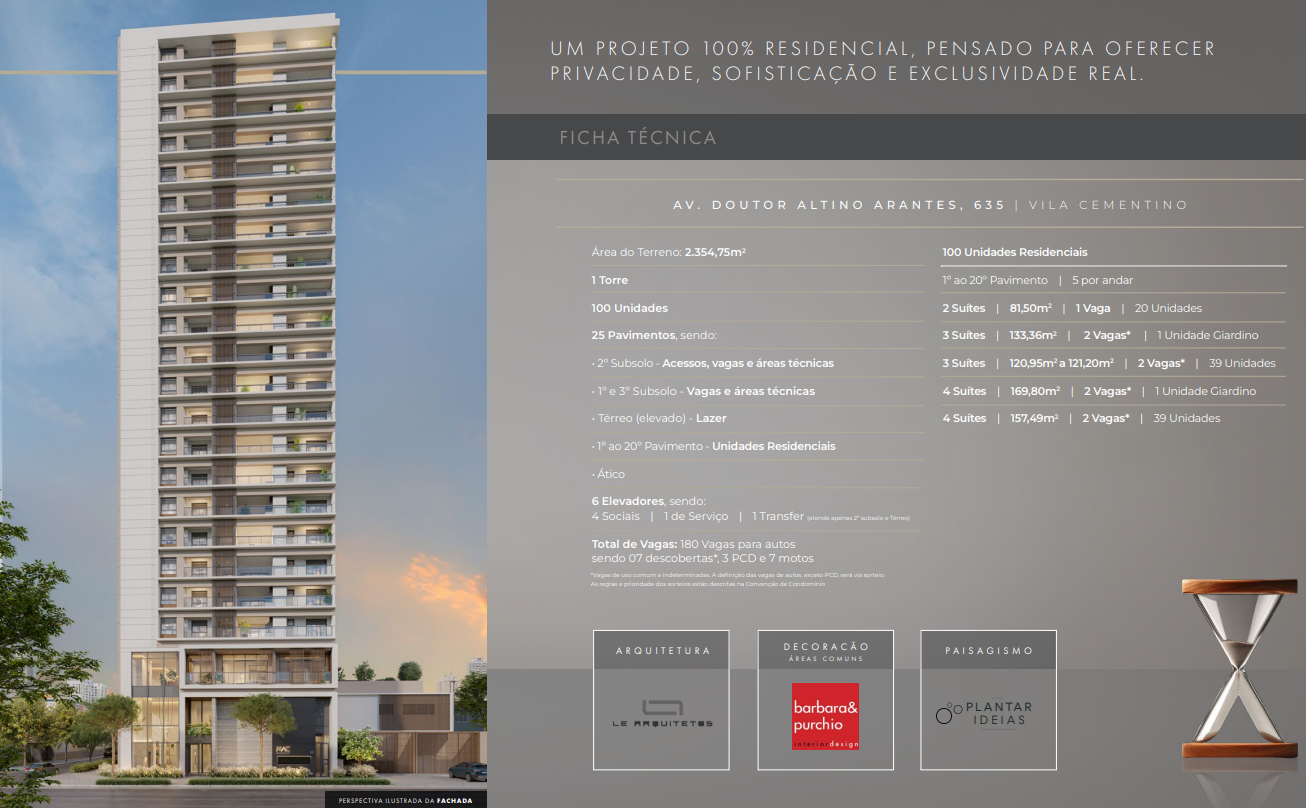 UM PROJETO 100% RESIDENCIAL, PENSADO PARA OFERECER
PRIVACIDADE, SOFISTICAÇÃO E EXCLUSIVIDADE REAL.
FICHA TÉCNICA
AV. DOUTOR ALTINO ARANTES, 635 | VILA CEMENTINO
Área do Terreno: 2.354,75m²
1 Torre
100 Unidades
25 Pavimentos, sendo:
• 2º Subsolo - Acessos, vagas e áreas técnicas
• 1º e 3º Subsolo - Vagas e áreas técnicas
• Térreo (elevado) - Lazer
• 1º ao 20º Pavimento - Unidades Residenciais
• Ático
6 Elevadores, sendo:
4 Sociais | 1 de Serviço | 1 Transfer (atende apenas 2º subsolo e Térreo)
Total de Vagas: 180 Vagas para autos
sendo 07 descobertas*, 3 PCD e 7 motos
*Vagas de uso comum e indeterminadas. A definição das vagas de autos, exceto PCD, será via sorteio.
As regras e prioridade dos sorteios estão descritas na Convenção de Condomínio
100 Unidades Residenciais
1º ao 20º Pavimento | 5 por andar
2 Suítes | 81,50m² | 1 Vaga | 20 Unidades
3 Suítes | 133,36m² | 2 Vagas* | 1 Unidade Giardino
3 Suítes | 120,95m² a 121,20m² | 2 Vagas* | 39 Unidades
4 Suítes | 169,80m² | 2 Vagas* | 1 Unidade Giardino
4 Suítes | 157,49m² | 2 Vagas* | 39 Unidades
ARQUITETURA
LE ARQUITETOS
DECORACÃO
ÁREAS COMUNS
barbara&
purchio
interior design
PAISAGISMO
PLANTAR
IDEIAS
PERSPECTIVA ILUSTRADA DA FACHADA